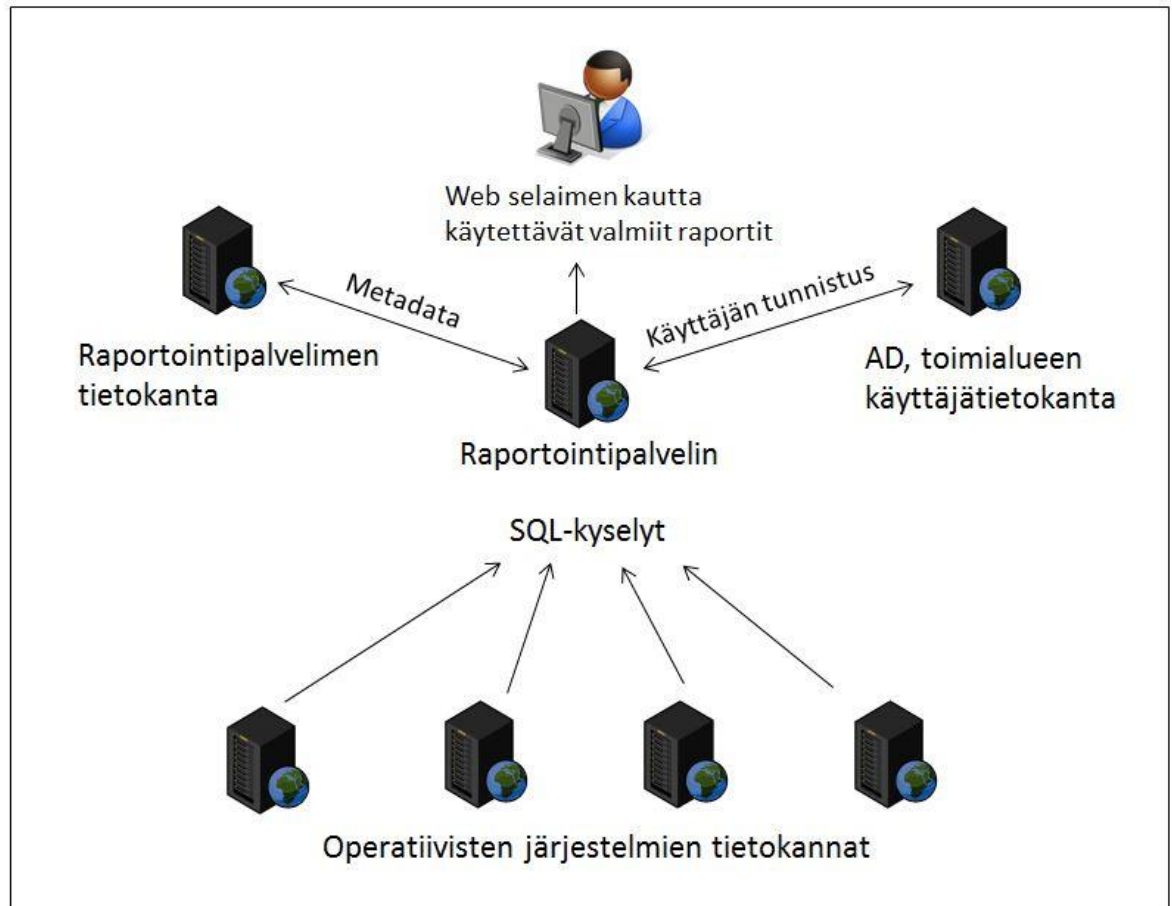 Web selaimen kautta
käytettävät valmiit raportit
Metadata
Käyttäjän tunnistus
Raportointipalvelimen
tietokanta
AD, toimialueen
käyttäjätietokanta
Raportointipalvelin
SQL-kyselyt
Operatiivisten järjestelmien tietokannat